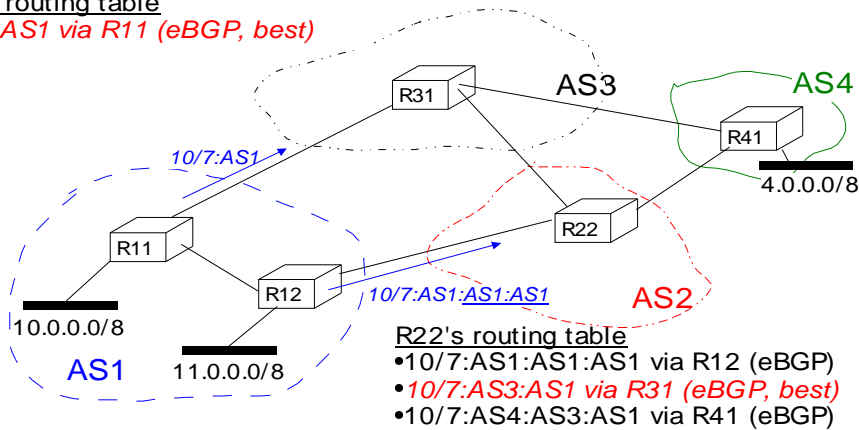 routing table
AS1 via R11 (eBGP, best)
R31
AS3
AS4
R41
10/7:AS1
4.0.0.0/8
R11
R22
R12
10/7:AS1:AS1:AS1
AS2
10.0.0.0/8
AS1
11.0.0.0/8
R22's routing table
•10/7:AS1:AS1:AS1 via R12 (eBGP)
•10/7:AS3:AS1 via R31 (eBGP, best)
•10/7:AS4:AS3:AS1 via R41 (eBGP)